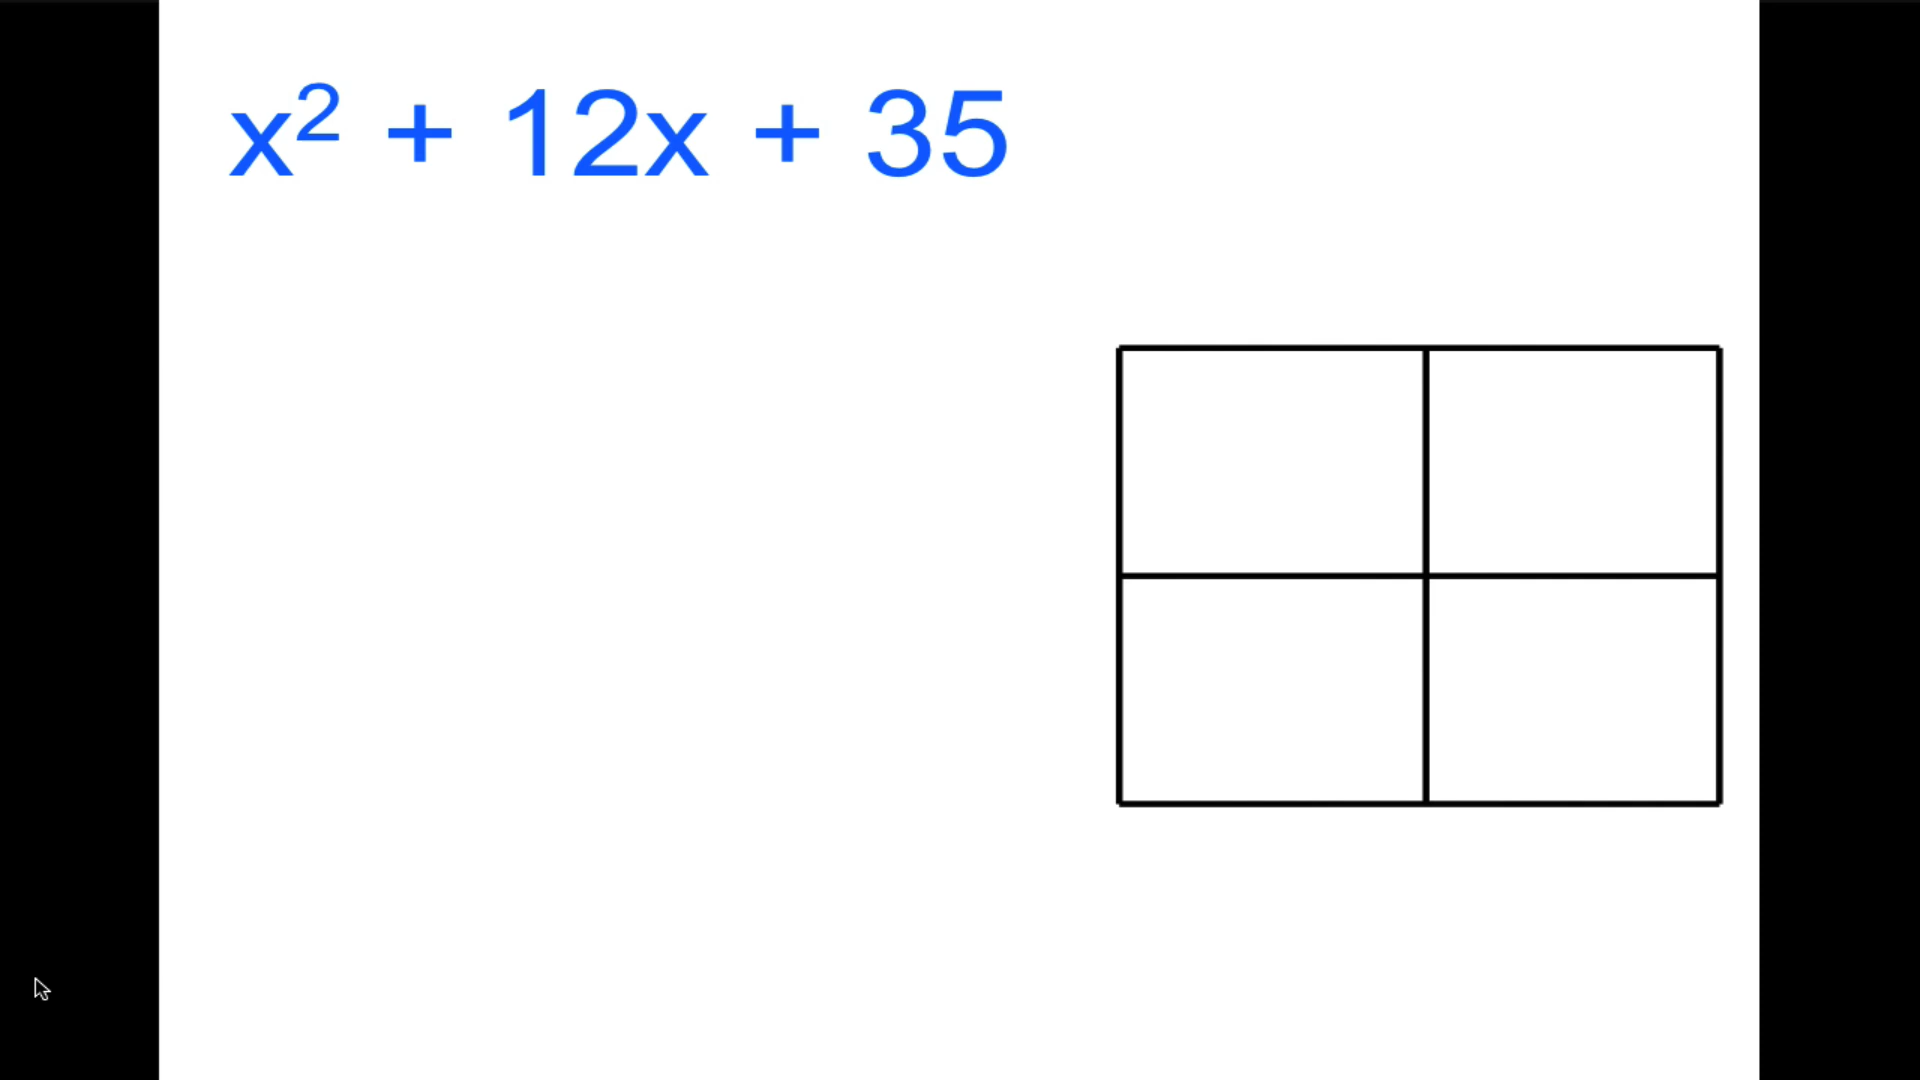 x² + 12x + 35